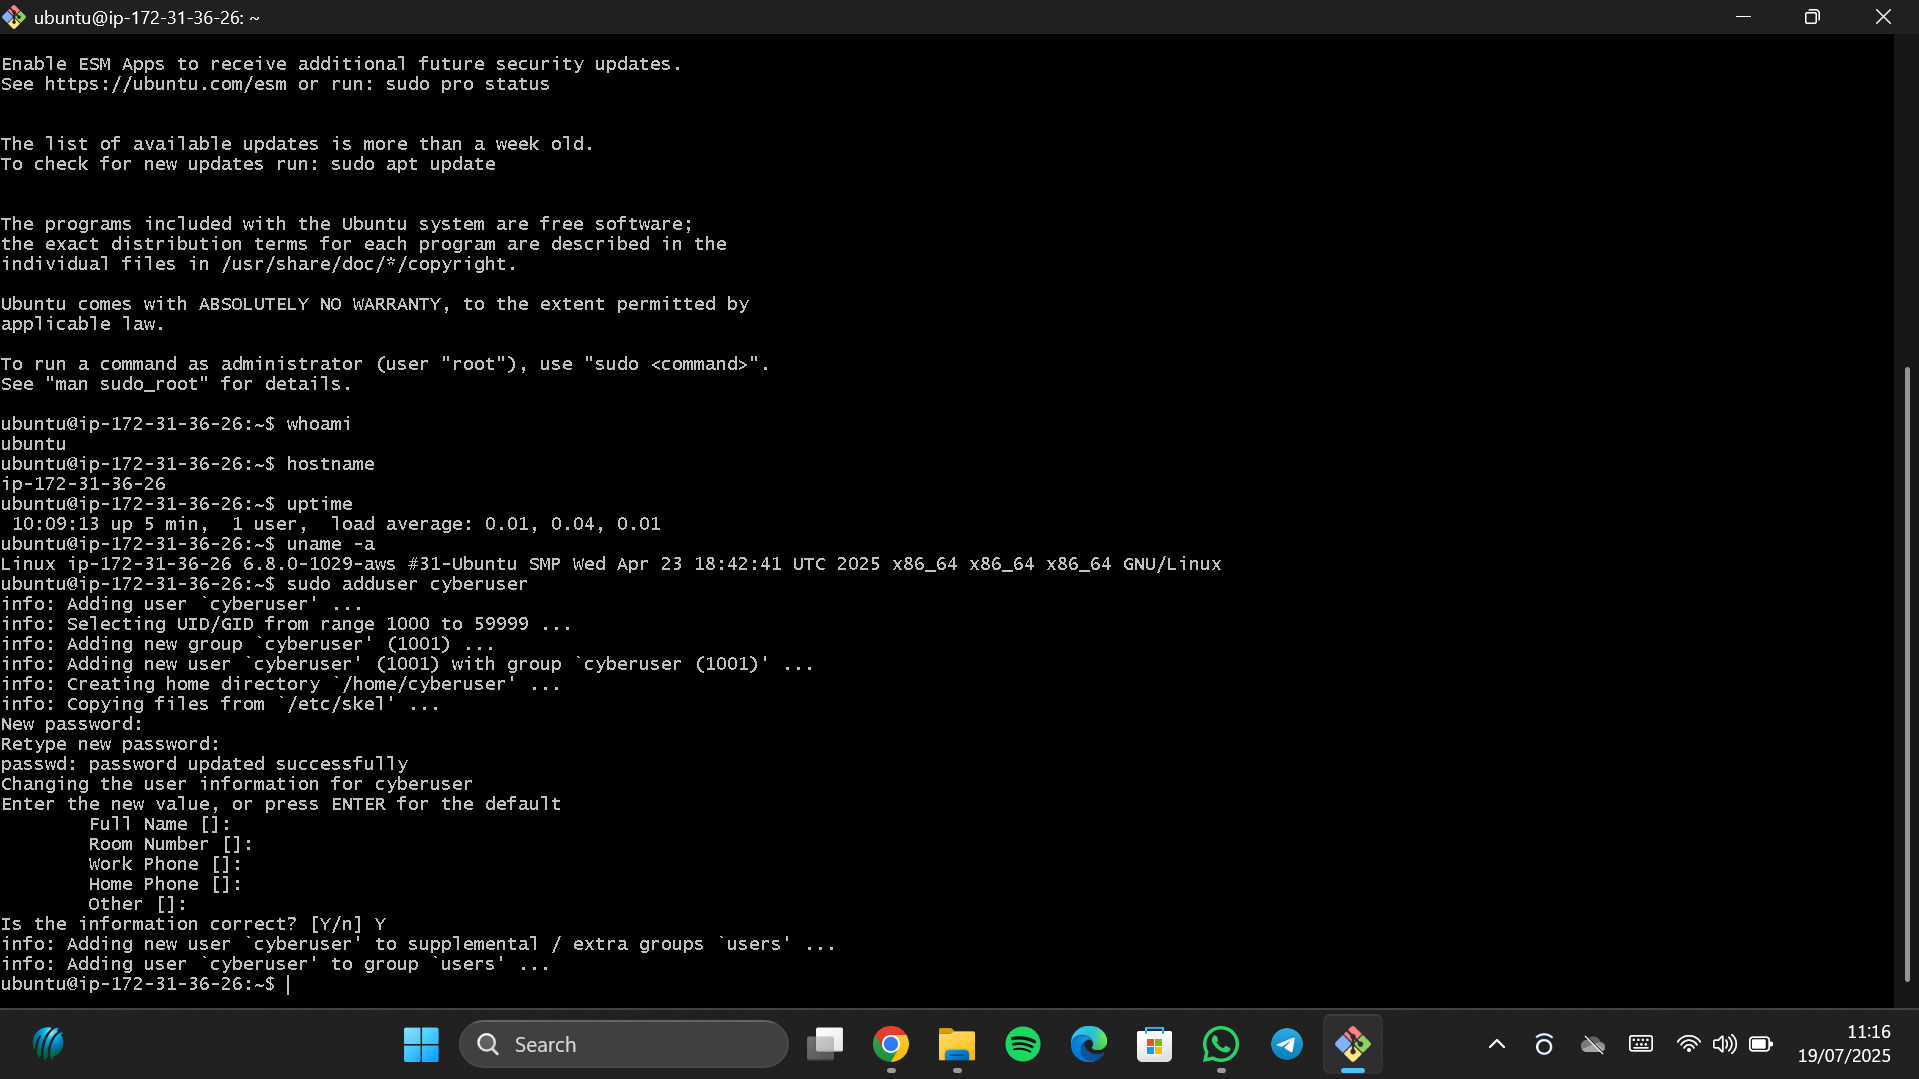 ubuntu@ip-172-31-36-26: ~
Enable ESM Apps to receive additional future security updates.
See https://ubuntu.com/esm or run: sudo pro status
The list of available updates is more than a week old.
To check for new updates run: sudo apt update
The programs included with the Ubuntu system are free software;
the exact distribution terms for each program are described in the
individual files in /usr/share/doc/*/copyright.
Ubuntu comes with ABSOLUTELY NO WARRANTY, to the extent permitted by
applicable law.
To run a command as administrator (user "root"), use "sudo <command>".
See "man sudo_root" for details.
ubuntu@ip-172-31-36-26:~$ whoami
ubuntu
ubuntu@ip-172-31-36-26:~$ hostname
ip-172-31-36-26
ubuntu@ip-172-31-36-26:~$ uptime
 10:09:13 up 5 min,  1 user,  load average: 0.01, 0.04, 0.01
ubuntu@ip-172-31-36-26:~$ uname -a
Linux ip-172-31-36-26 6.8.0-1029-aws #31-Ubuntu SMP Wed Apr 23 18:42:41 UTC 2025 x86_64 x86_64 x86_64 GNU/Linux
ubuntu@ip-172-31-36-26:~$ sudo adduser cyberuser
info: Adding user `cyberuser' ...
info: Selecting UID/GID from range 1000 to 59999 ...
info: Adding new group `cyberuser' (1001) ...
info: Adding new user `cyberuser' (1001) with group `cyberuser (1001)' ...
info: Creating home directory `/home/cyberuser' ...
info: Copying files from `/etc/skel' ...
New password:
Retype new password:
passwd: password updated successfully
Changing the user information for cyberuser
Enter the new value, or press ENTER for the default
        Full Name []:
        Room Number []:
        Work Phone []:
        Home Phone []:
        Other []:
Is the information correct? [Y/n] Y
info: Adding new user `cyberuser' to supplemental / extra groups `users' ...
info: Adding user `cyberuser' to group `users' ...
ubuntu@ip-172-31-36-26:~$
Search
11:16
19/07/2025